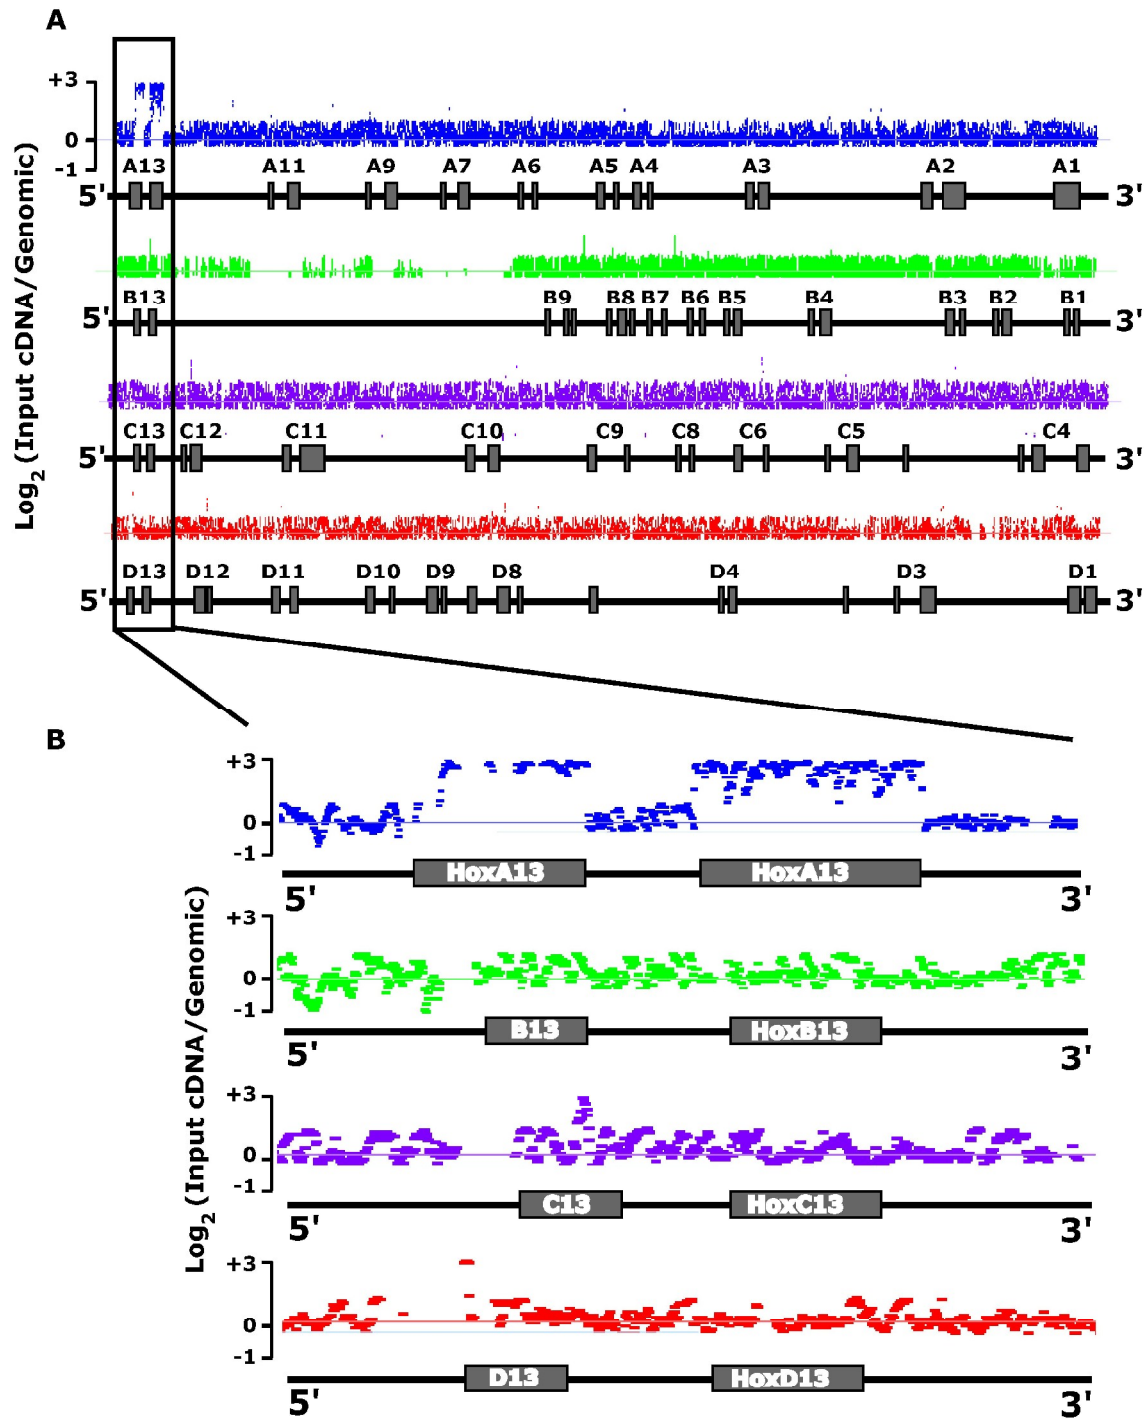 A
Log2 (Input cDNA/Genomic)
+3
0
-1
A13 A11 A9 A7 A6 A5 A4 A3 A2 A1
5' 3'
B13 B9 B8 B7 B6 B5 B4 B3 B2 B1
5' 3'
C13 C12 C11 C10 C9 C8 C6 C5 C4
5' 3'
D13 D12 D11 D10 D9 D8 D4 D3 D1
5' 3'
B
Log2 (Input cDNA/Genomic)
+3
0
-1
HoxA13 HoxA13
5' 3'
+3
0
-1
B13 HoxB13
5' 3'
+3
0
-1
C13 HoxC13
5' 3'
+3
0
-1
D13 HoxD13
5' 3'